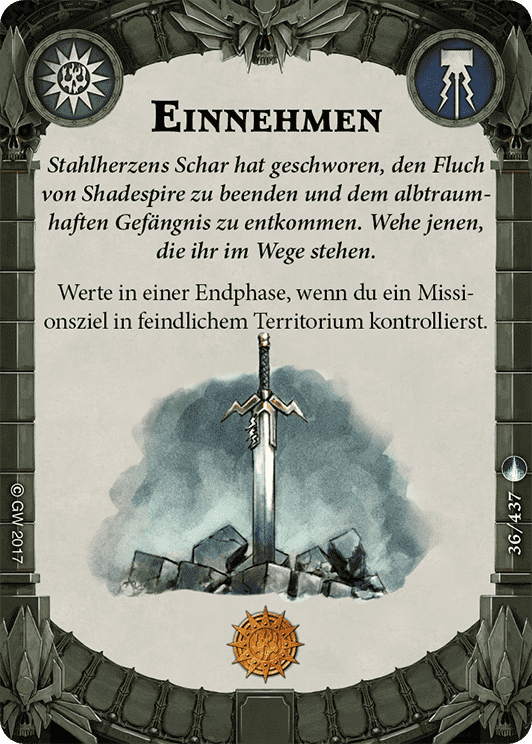 Einnehmen
Stahlherzens Schar hat geschworen, den Fluch
von Shadespire zu beenden und dem albtraum-
haften Gefängnis zu entkommen. Wehe jenen,
die ihr im Wege stehen.
Werte in einer Endphase, wenn du ein Missi-
onsziel in feindlichem Territorium kontrollierst.
© GW 2017
36/437